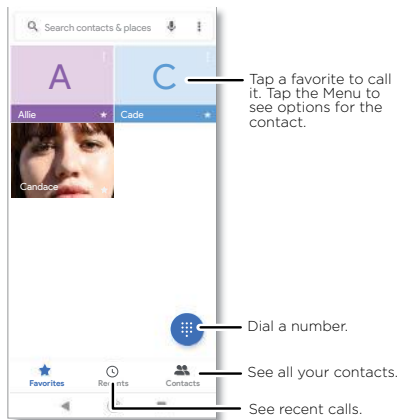 Search contacts & places
A
C
Allie
Cade
Candace
Tap a favorite to call
it. Tap the Menu to
see options for the
contact.
Dial a number.
Favorites
Recents
Contacts
See all your contacts.
See recent calls.